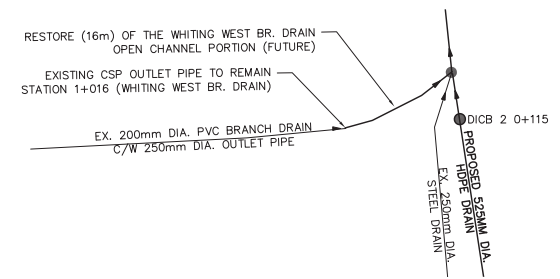 RESTORE (16m) OF THE WHITING WEST BR. DRAIN
OPEN CHANNEL PORTION (FUTURE)
EXISTING CSP OUTLET PIPE TO REMAIN
STATION 1+016 (WHITING WEST BR. DRAIN)
EX. 200mm DIA. PVC BRANCH DRAIN
C/W 250mm DIA. OUTLET PIPE
DICB 2 0+115
PROPOSED 525MM DIA.
HDPE DRAIN
EX. 250mm DIA.
STEEL DRAIN